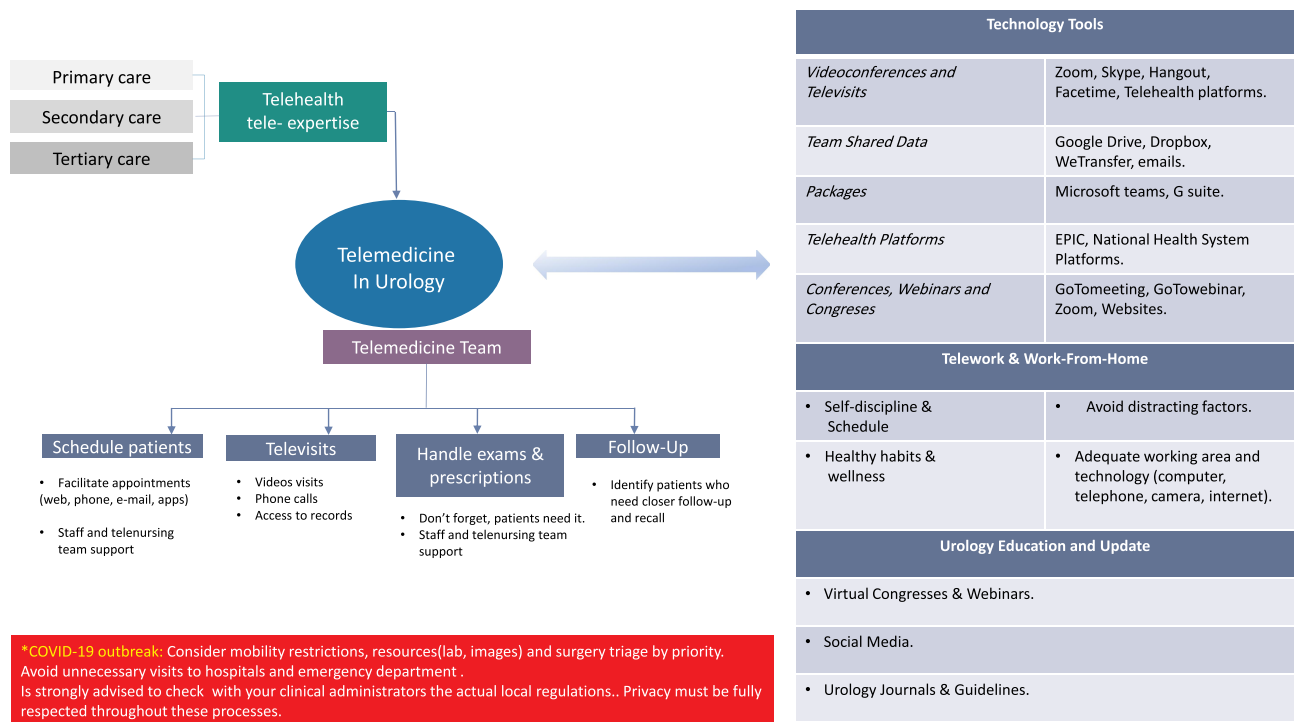 Primary care
Secondary care
Tertiary care
Telehealth
tele- expertise
Telemedicine
In Urology
Telemedicine Team
Schedule patients
• Facilitate appointments
(web, phone, e-mail, apps)
• Staff and telenursing
team support
Televisits
• Videos visits
• Phone calls
• Access to records
Handle exams &
prescriptions
• Don’t forget, patients need it.
• Staff and telenursing team
support
Follow-Up
• Identify patients who
need closer follow-up
and recall
*COVID-19 outbreak: Consider mobility restrictions, resources(lab, images) and surgery triage by priority.
Avoid unnecessary visits to hospitals and emergency department .
Is strongly advised to check  with your clinical administrators the actual local regulations.. Privacy must be fully
respected throughout these processes.
Technology Tools
Videoconferences and
Televisits
Zoom, Skype, Hangout,
Facetime, Telehealth platforms.
Team Shared Data
Google Drive, Dropbox,
WeTransfer, emails.
Packages
Microsoft teams, G suite.
Telehealth Platforms
EPIC, National Health System
Platforms.
Conferences, Webinars and
Congreses
GoTomeeting, GoTowebinar,
Zoom, Websites.
Telework & Work-From-Home
• Self-discipline &
Schedule
• Avoid distracting factors.
• Healthy habits &
wellness
• Adequate working area and
technology (computer,
telephone, camera, internet).
Urology Education and Update
• Virtual Congresses & Webinars.
• Social Media.
• Urology Journals & Guidelines.